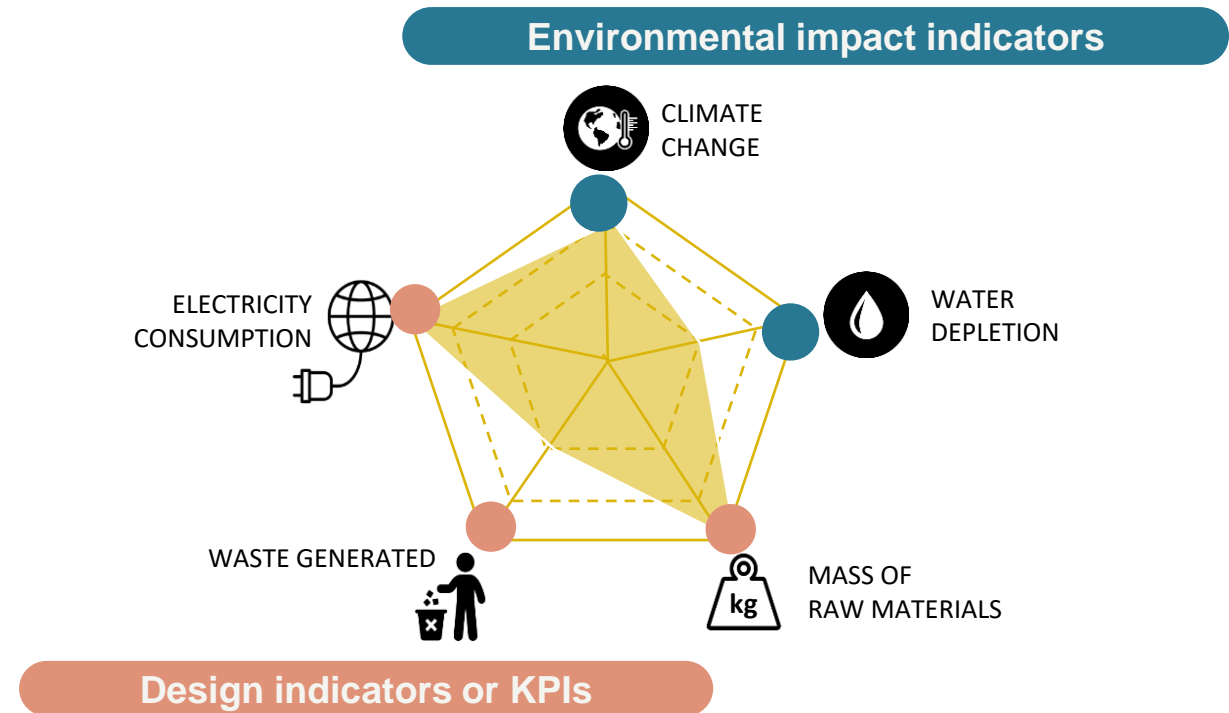 Environmental impact indicators
CLIMATE
CHANGE
WATER
DEPLETION
ELECTRICITY
CONSUMPTION
WASTE GENERATED
MASS OF
RAW MATERIALS
kg
Design indicators or KPIs